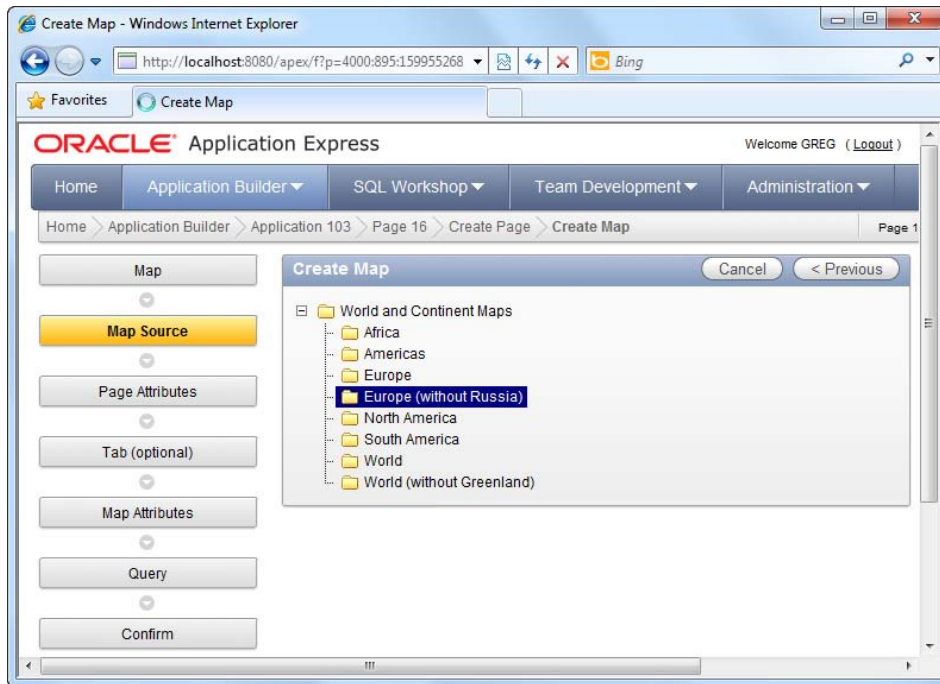 Create Map - Windows Internet Explorer
http://localhost:8080/apex/f?p=4000:895:159955268
Bing
Favorites
Create Map
ORACLE® Application Express
Welcome GREG ( Logout )
Home Application Builder SQL Workshop Team Development Administration
Home Application Builder Application 103 Page 16 Create Page Create Map Page 1
Map
Map Source
Page Attributes
Tab (optional)
Map Attributes
Query
Confirm
Create Map
Cancel < Previous
World and Continent Maps
Africa
Americas
Europe
Europe (without Russia)
North America
South America
World
World (without Greenland)